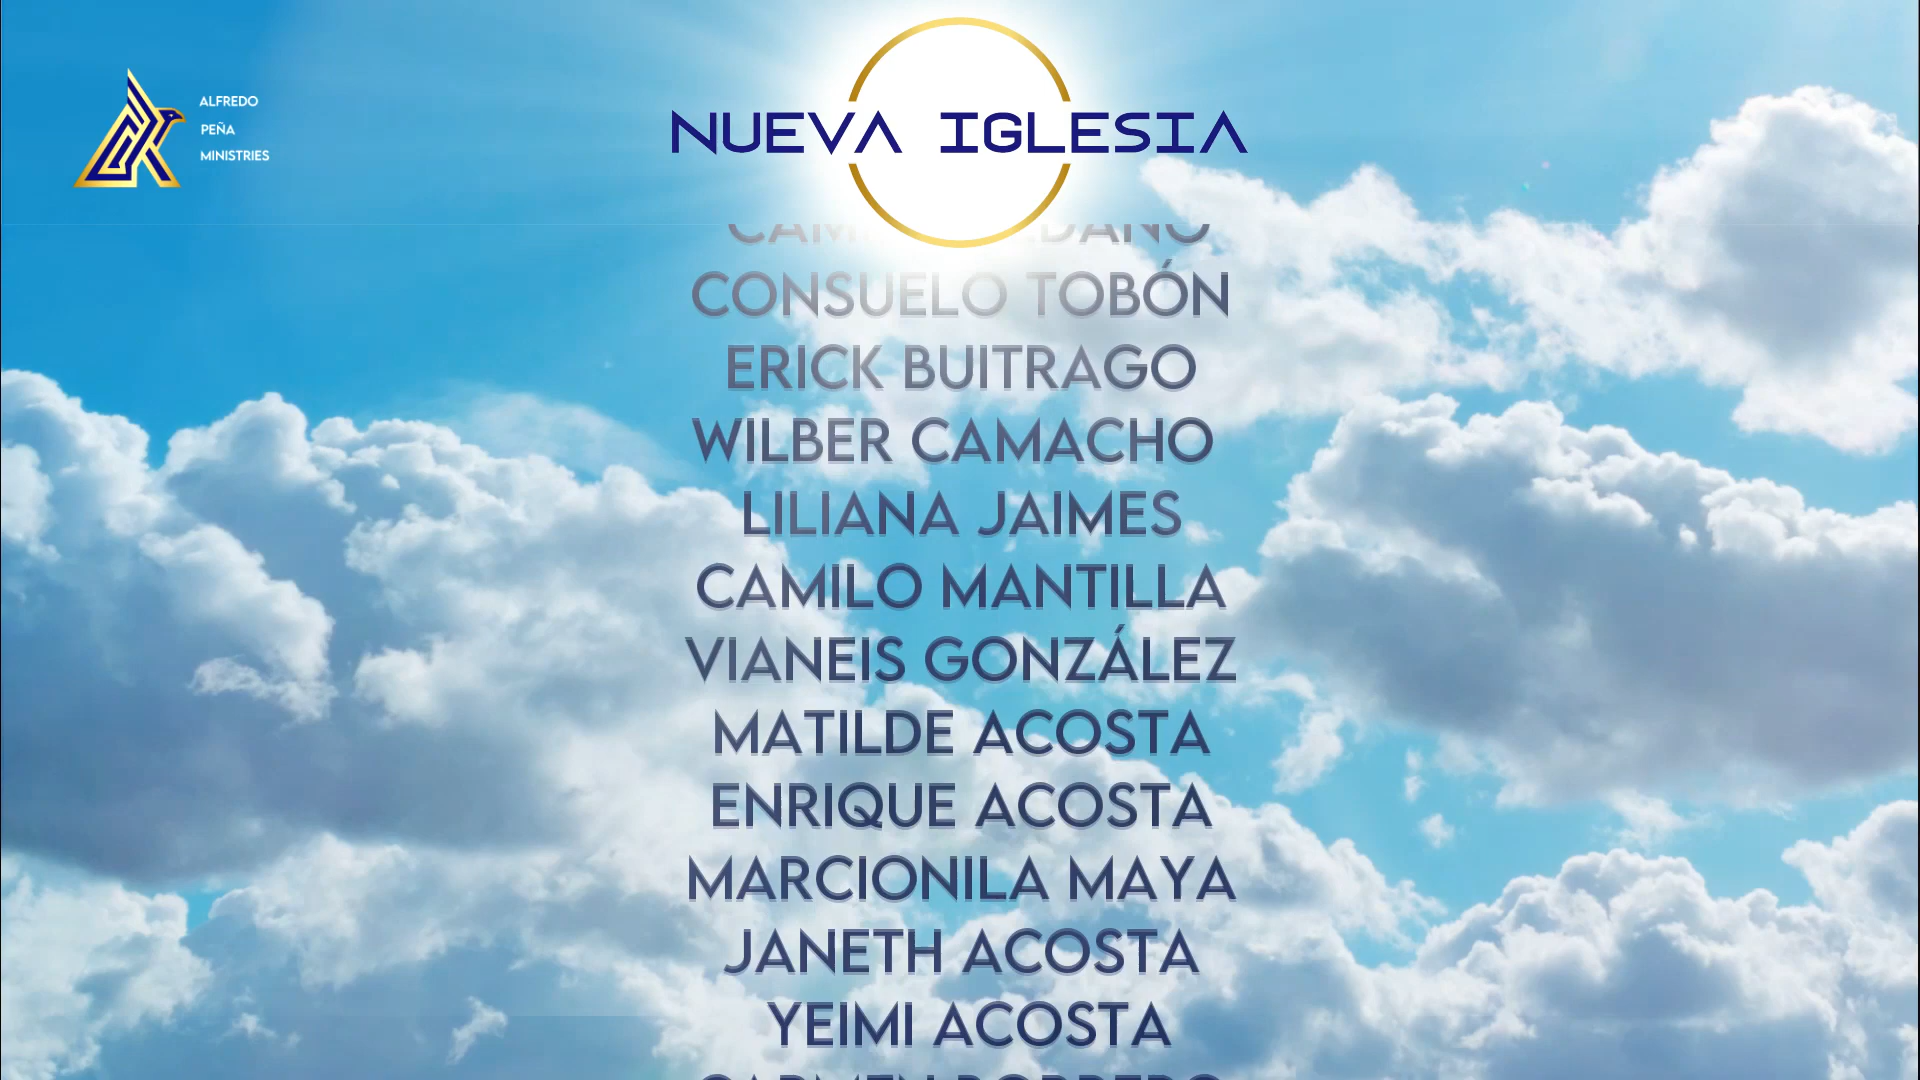 ALFREDO
PEÑA
MINISTRIES
NUEVA IGLESIA
CONSUELO TOBÓN
ERICK BUITRAGO
WILBER CAMACHO
LILIANA JAIMES
CAMILO MANTILLA
VIANEIS GONZÁLEZ
MATILDE ACOSTA
ENRIQUE ACOSTA
MARCIONILA MAYA
JANETH ACOSTA
YEIMI ACOSTA